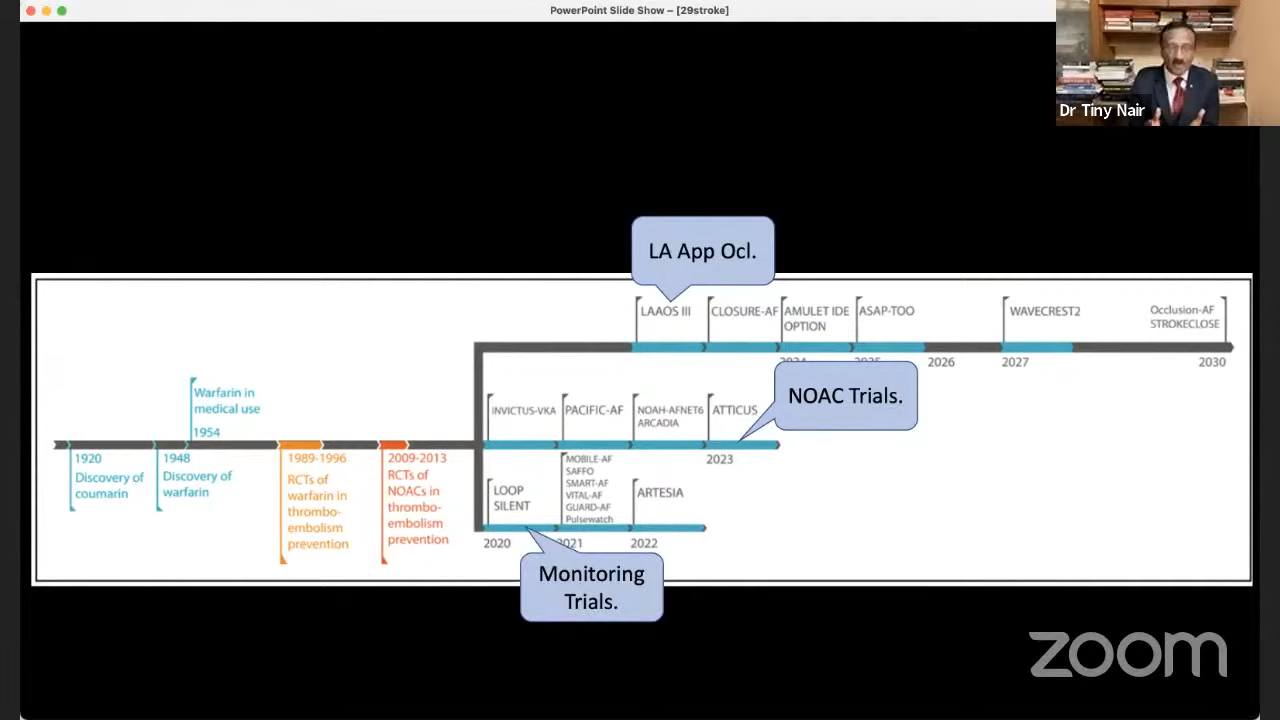 PowerPoint Slide Show – [29stroke]
Dr Tiny Nair
LA App Ocl.
LAAOS III
CLOSURE-AF
AMULET IDE
OPTION
ASAP-TOO
WAVECREST2
Occlusion-AF
STROKECLOSE
2026
2027
2030
NOAC Trials.
Warfarin in
medical use
1954
INVICTUS-VKA
PACIFIC-AF
NOAH-AFNET6
ARCADIA
ATTICUS
2023
1920
Discovery of
coumarin
1948
Discovery of
warfarin
1989-1996
RCTs of
warfarin in
thrombo-
embolism
prevention
2009-2013
RCTs of
NOACs in
thrombo-
embolism
prevention
LOOP
SILENT
MOBILE-AF
SAFFO
SMART-AF
VITAL-AF
GUARD-AF
Pulsewatch
ARTESIA
2020
2021
2022
Monitoring
Trials.
zoom